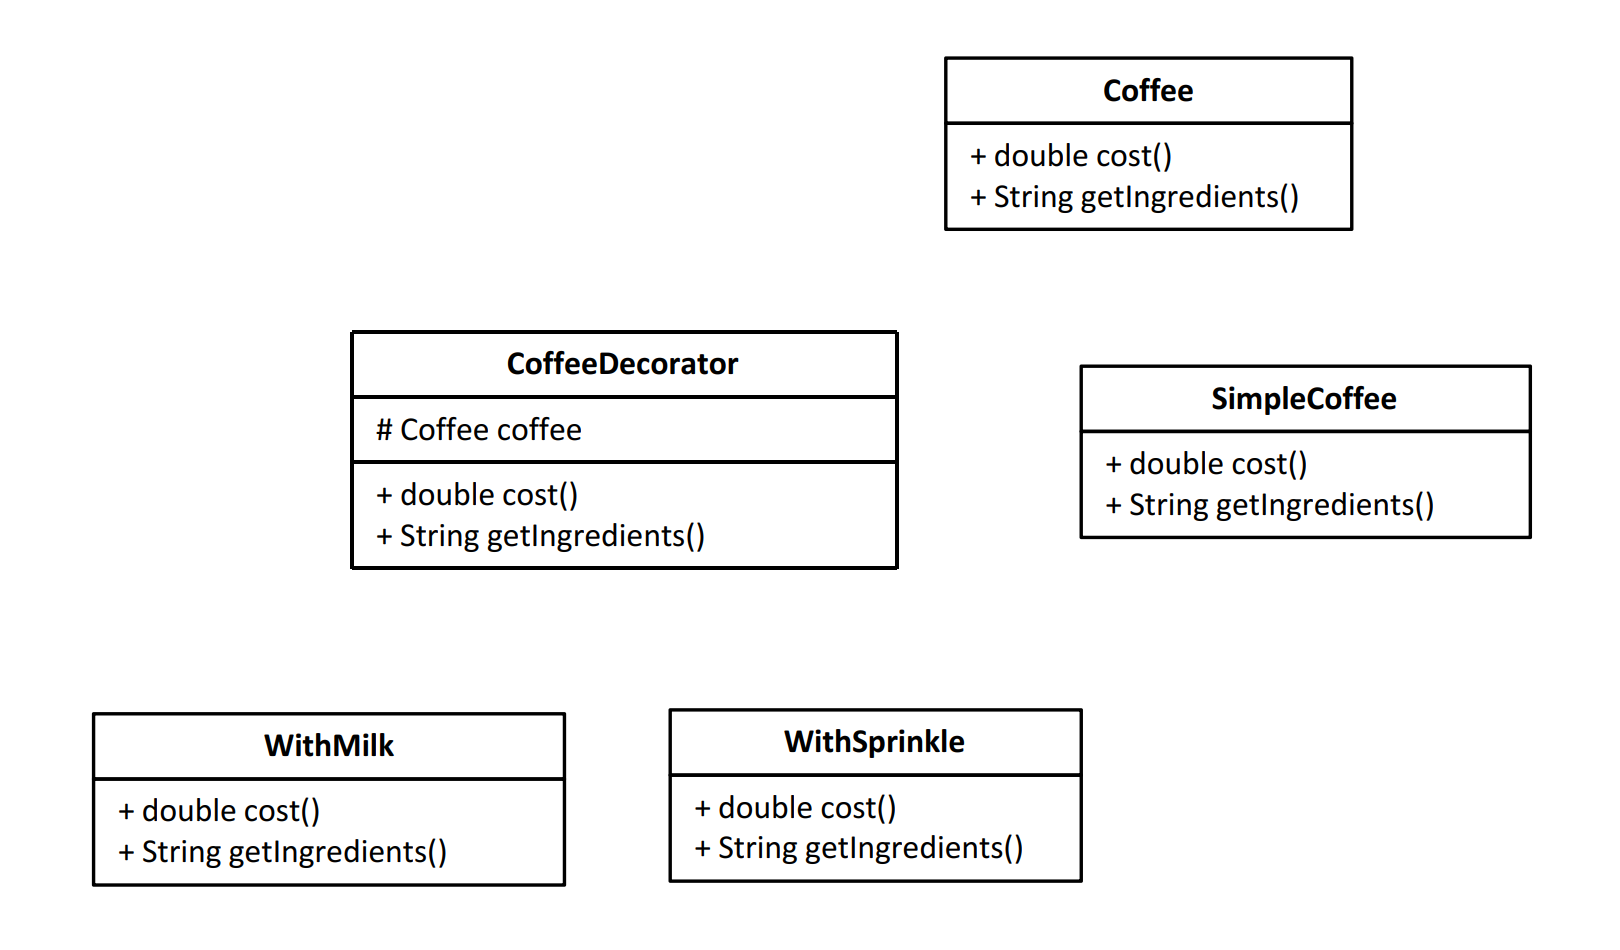 Coffee
+ double cost()
+ String getIngredients()
CoffeeDecorator
# Coffee coffee
+ double cost()
+ String getIngredients()
SimpleCoffee
+ double cost()
+ String getIngredients()
WithMilk
+ double cost()
+ String getIngredients()
WithSprinkle
+ double cost()
+ String getIngredients()